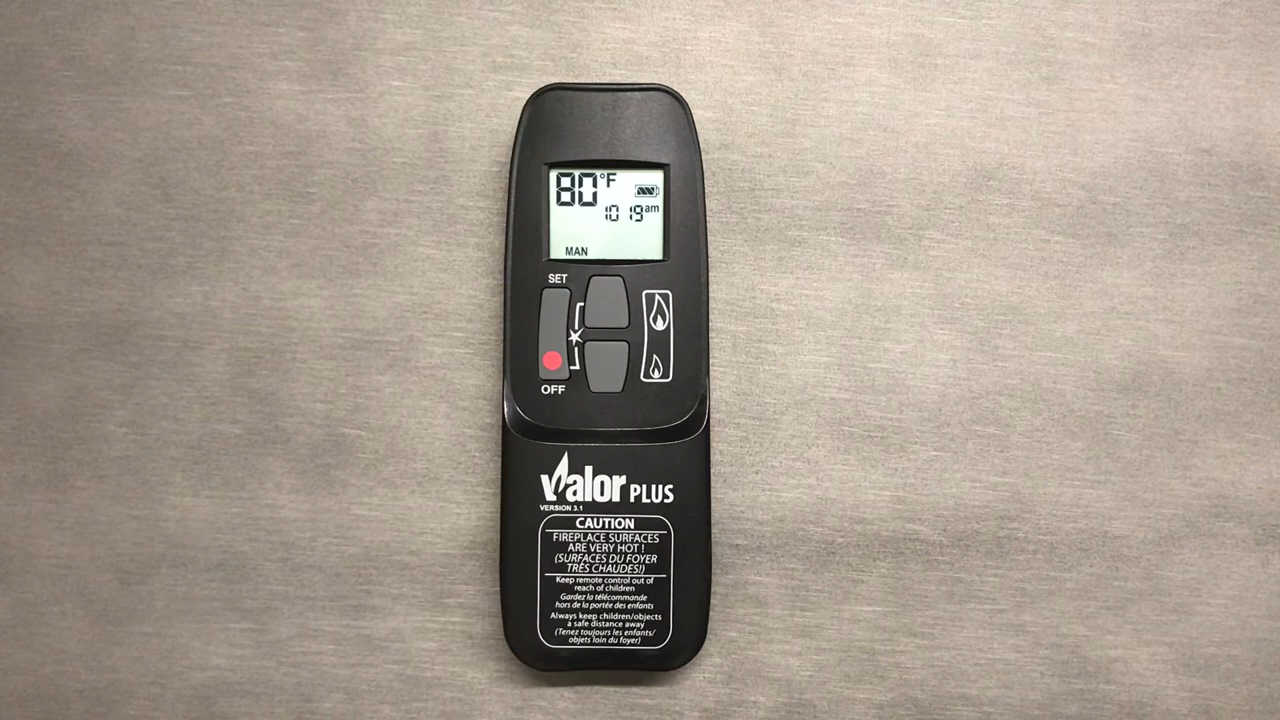 80°F
10 19am
MAN
SET
OFF
Valor PLUS
VERSION 3.1
CAUTION
FIREPLACE SURFACES
ARE VERY HOT !
(SURFACES DU FOYER
TRÈS CHAUDES!)
Keep remote control out of
reach of children
Gardez la télécommande
hors de la portée des enfants
Always keep children/objects
a safe distance away
(Tenez toujours les enfants/
objets loin du foyer)